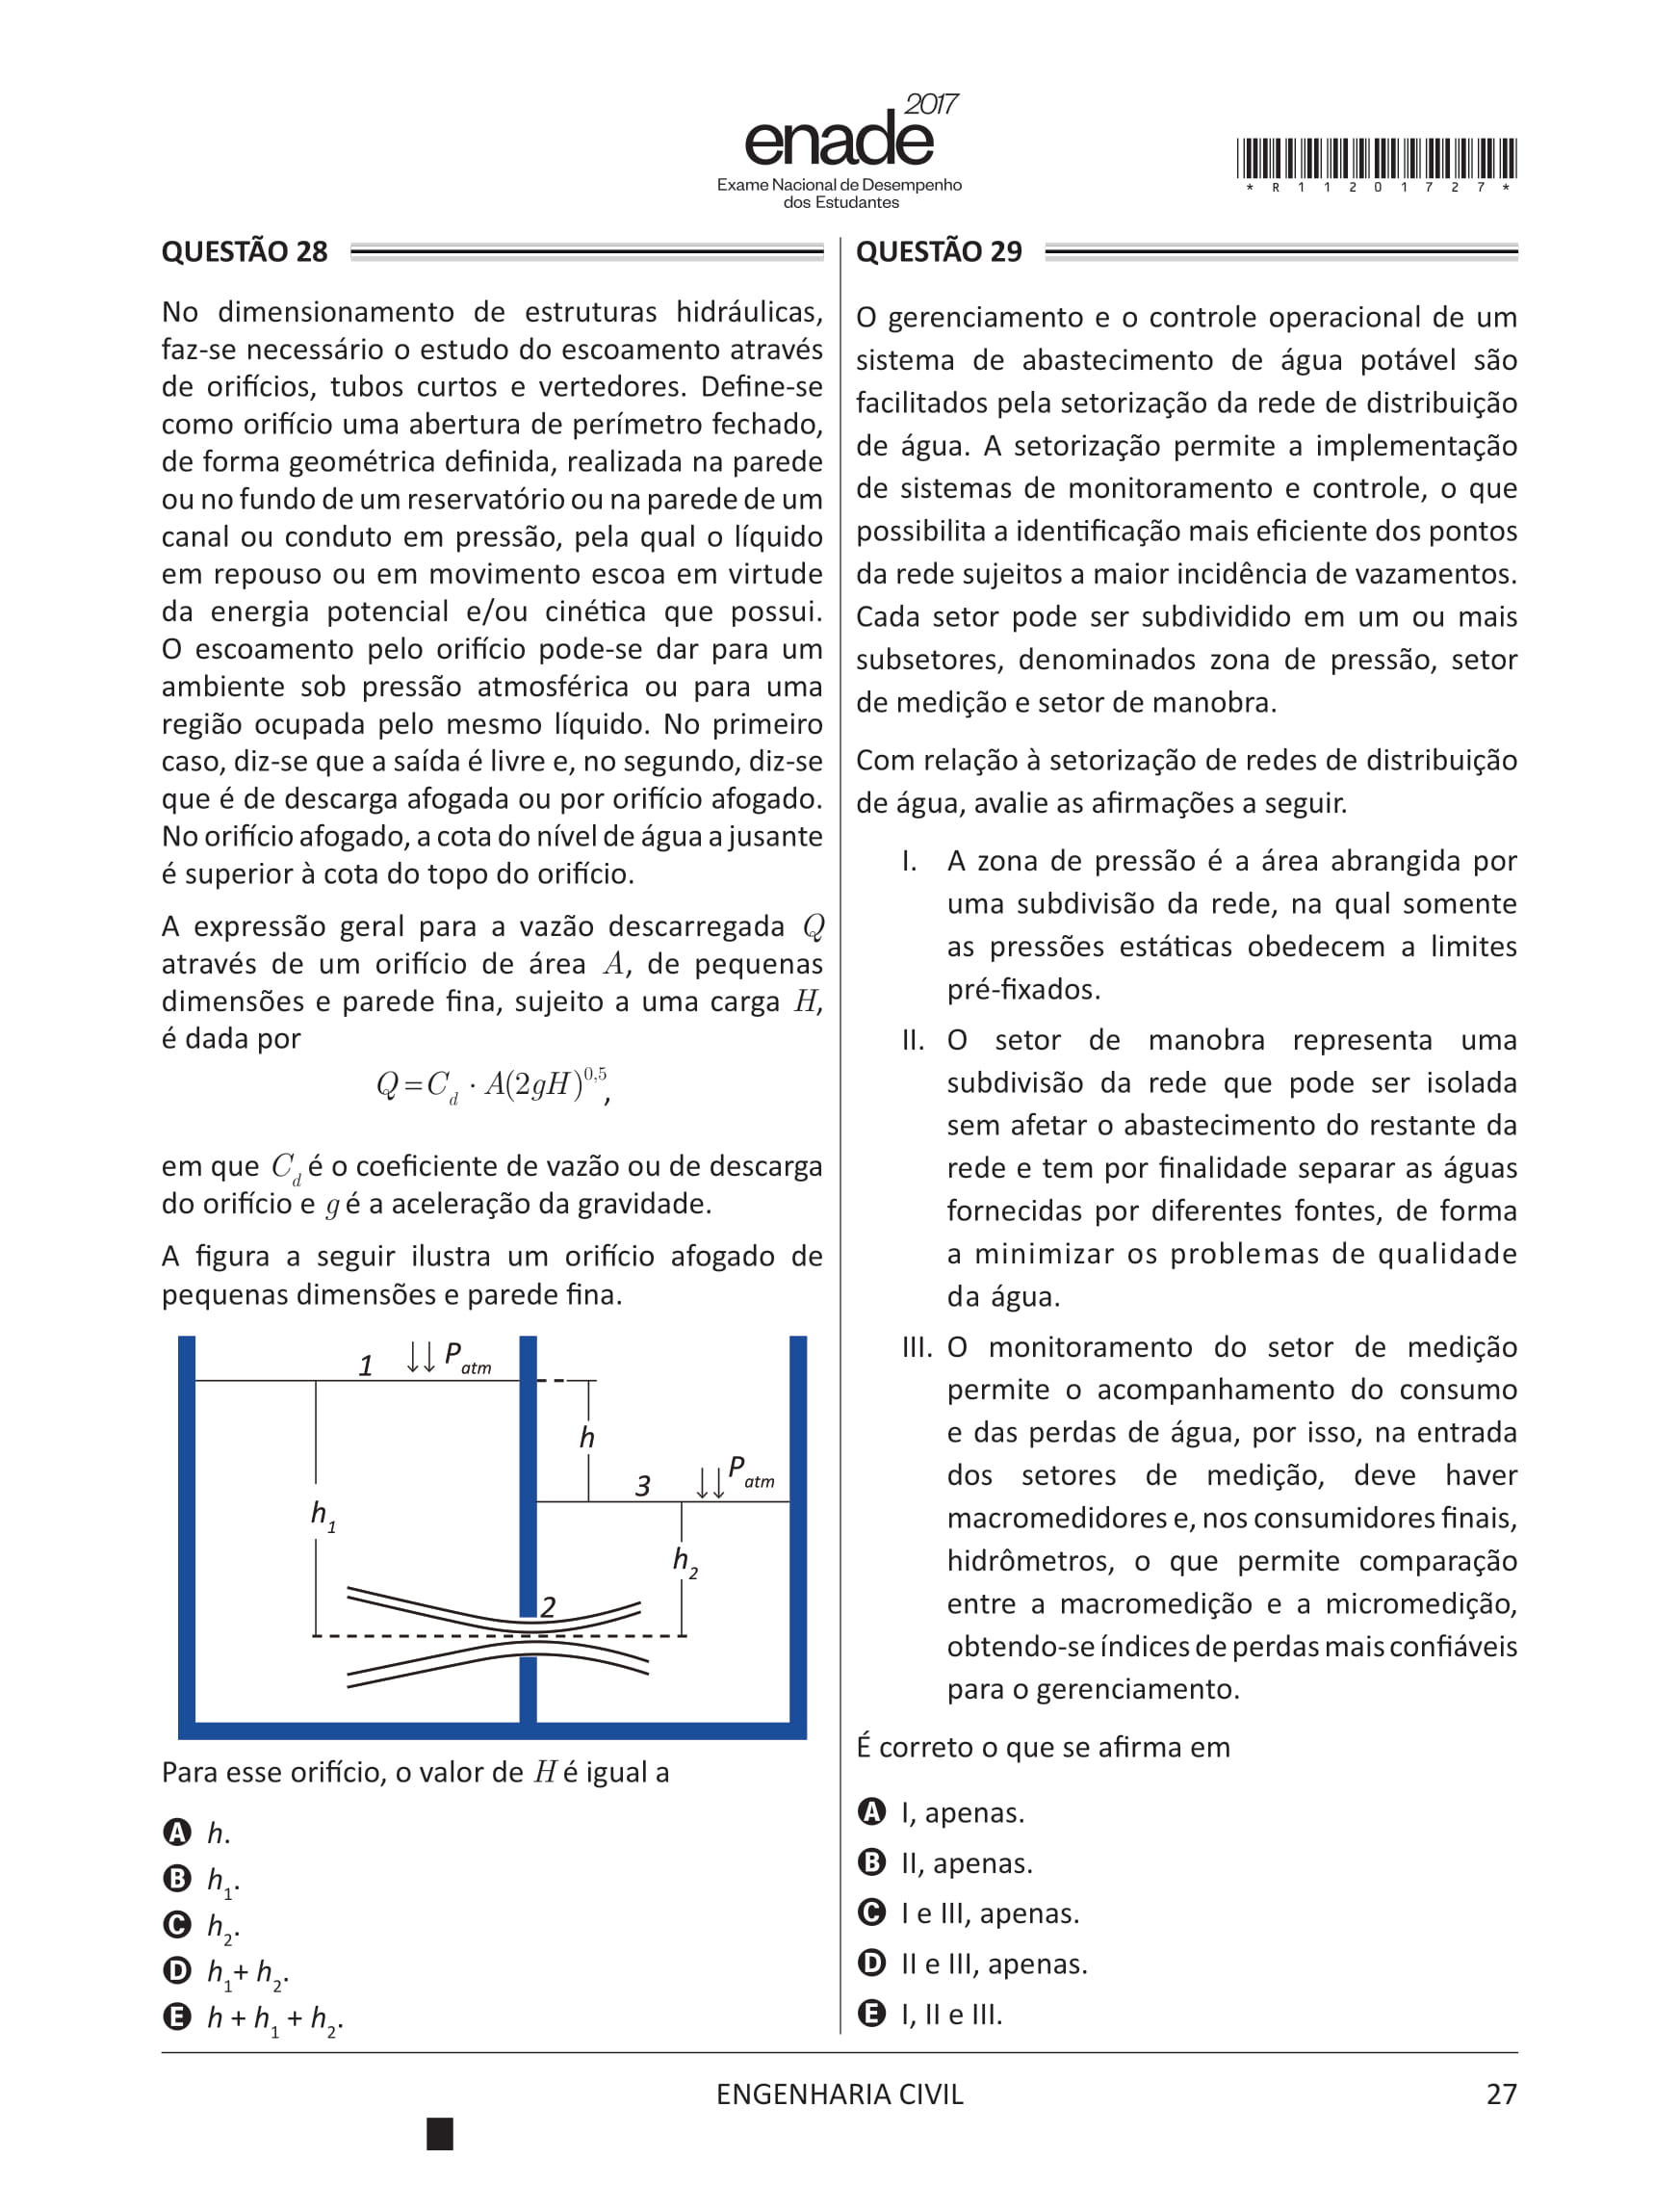 2017
enade
Exame Nacional de Desempenho
dos Estudantes
* R 1 1 2 0 1 7 2 7 *
QUESTÃO 28
No dimensionamento de estruturas hidráulicas,
faz-se necessário o estudo do escoamento através
de orifícios, tubos curtos e vertedores. Define-se
como orifício uma abertura de perímetro fechado,
de forma geométrica definida, realizada na parede
ou no fundo de um reservatório ou na parede de um
canal ou conduto em pressão, pela qual o líquido
em repouso ou em movimento escoa em virtude
da energia potencial e/ou cinética que possui.
O escoamento pelo orifício pode-se dar para um
ambiente sob pressão atmosférica ou para uma
região ocupada pelo mesmo líquido. No primeiro
caso, diz-se que a saída é livre e, no segundo, diz-se
que é de descarga afogada ou por orifício afogado.
No orifício afogado, a cota do nível de água a jusante
é superior à cota do topo do orifício.
A expressão geral para a vazão descarregada Q
através de um orifício de área A, de pequenas
dimensões e parede fina, sujeito a uma carga H,
é dada por
Q = C_d · A(2gH)^0,5,
em que C_d é o coeficiente de vazão ou de descarga
do orifício e g é a aceleração da gravidade.
A figura a seguir ilustra um orifício afogado de
pequenas dimensões e parede fina.
1 ↓↓ P_atm
h
3 ↓↓ P_atm
h_1
h_2
2
Para esse orifício, o valor de H é igual a
A h.
B h_1.
C h_2.
D h_1+ h_2.
E h + h_1 + h_2.
QUESTÃO 29
O gerenciamento e o controle operacional de um
sistema de abastecimento de água potável são
facilitados pela setorização da rede de distribuição
de água. A setorização permite a implementação
de sistemas de monitoramento e controle, o que
possibilita a identificação mais eficiente dos pontos
da rede sujeitos a maior incidência de vazamentos.
Cada setor pode ser subdividido em um ou mais
subsetores, denominados zona de pressão, setor
de medição e setor de manobra.
Com relação à setorização de redes de distribuição
de água, avalie as afirmações a seguir.
I. A zona de pressão é a área abrangida por
uma subdivisão da rede, na qual somente
as pressões estáticas obedecem a limites
pré-fixados.
II. O setor de manobra representa uma
subdivisão da rede que pode ser isolada
sem afetar o abastecimento do restante da
rede e tem por finalidade separar as águas
fornecidas por diferentes fontes, de forma
a minimizar os problemas de qualidade
da água.
III. O monitoramento do setor de medição
permite o acompanhamento do consumo
e das perdas de água, por isso, na entrada
dos setores de medição, deve haver
macromedidores e, nos consumidores finais,
hidrômetros, o que permite comparação
entre a macromedição e a micromedição,
obtendo-se índices de perdas mais confiáveis
para o gerenciamento.
É correto o que se afirma em
A I, apenas.
B II, apenas.
C I e III, apenas.
D II e III, apenas.
E I, II e III.
ENGENHARIA CIVIL
27